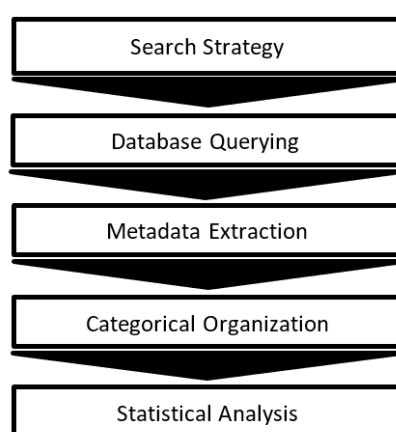 Search Strategy
Database Querying
Metadata Extraction
Categorical Organization
Statistical Analysis